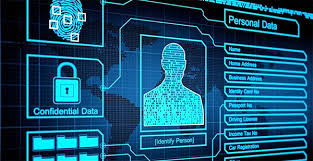 Personal Data
Name
Home Address
Business Address
Identity Card No
Passport No
Driving License
Income Tax No
Car Registration
Confidential Data
[Identify Person]